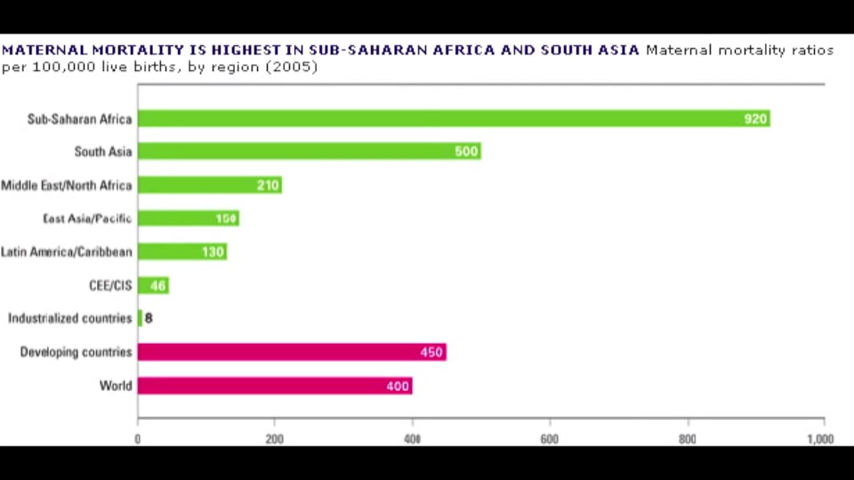 MATERNAL MORTALITY IS HIGHEST IN SUB-SAHARAN AFRICA AND SOUTH ASIA Maternal mortality ratios
per 100,000 live births, by region (2005)
Sub-Saharan Africa 920
South Asia 500
Middle East/North Africa 210
East Asia/Pacific 150
Latin America/Caribbean 130
CEE/CIS 46
Industrialized countries 8
Developing countries 450
World 400
0 200 400 600 800 1,000